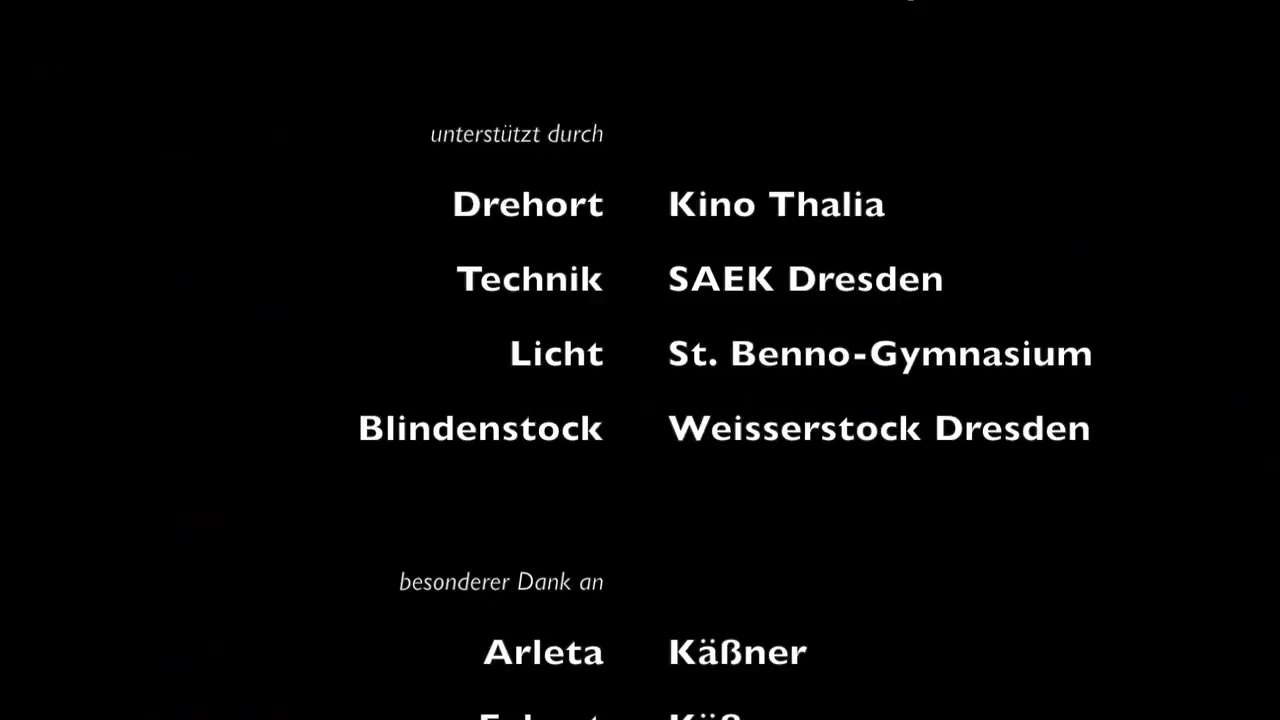 unterstützt durch
Drehort Kino Thalia
Technik SAEK Dresden
Licht St. Benno-Gymnasium
Blindenstock Weisserstock Dresden
besonderer Dank an
Arleta Käßner